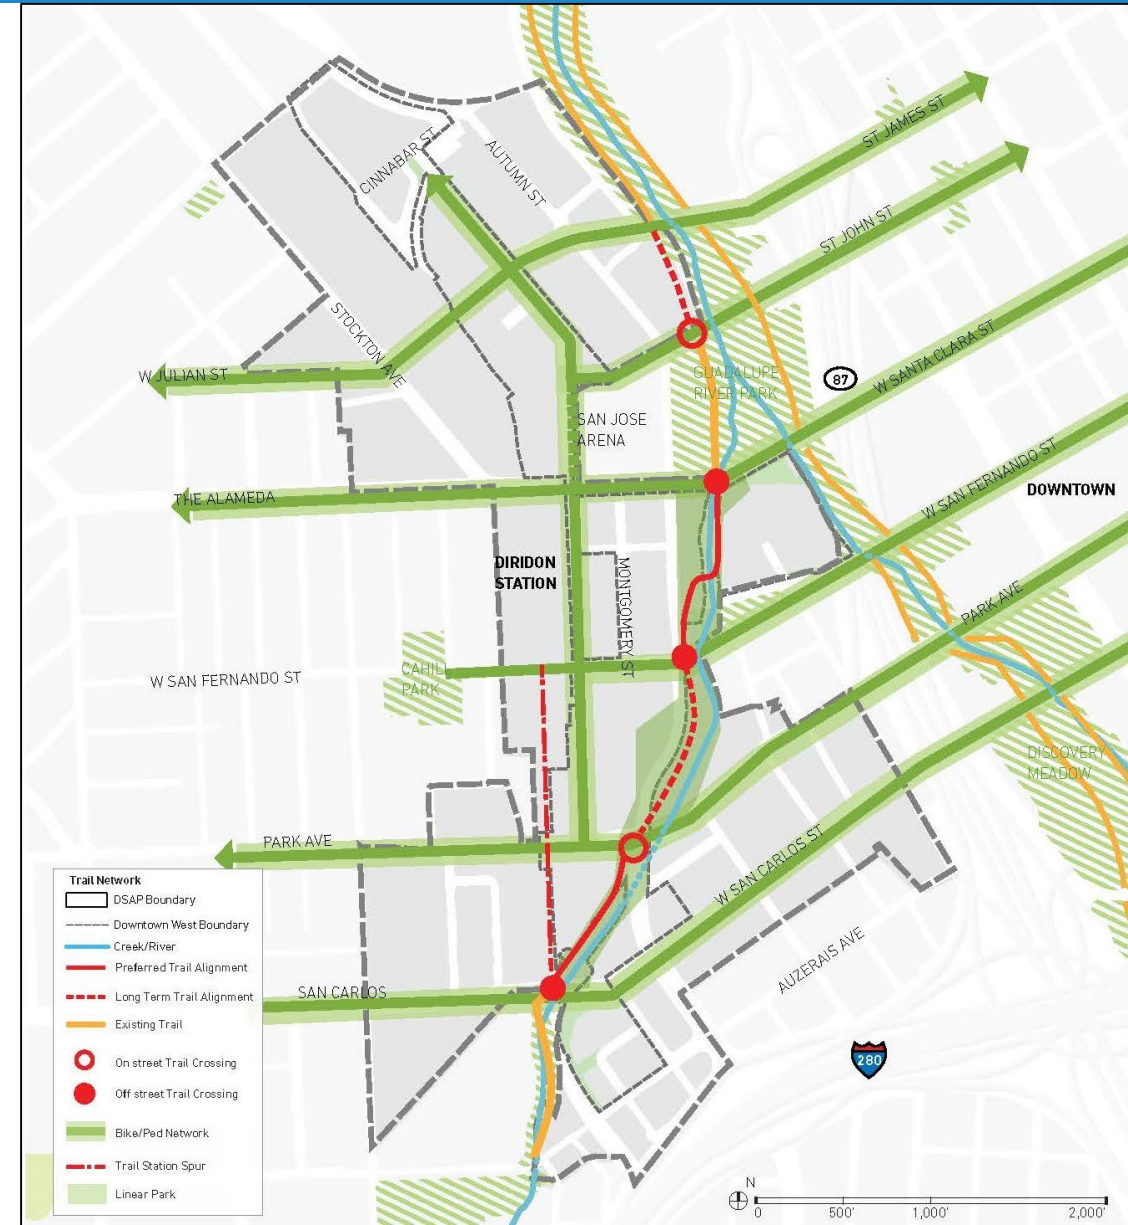 ST JAMES ST
CINNABAR ST
AUTUMN ST
ST JOHN ST
STOCKTON AVE
W JULIAN ST
GUADALUPE
RIVER PARK
87
W SANTA CLARA ST
SAN JOSE
ARENA
THE ALAMEDA
W SAN FERNANDO ST
DOWNTOWN
DIRIDON
STATION
MONTGOMERY ST
PARK AVE
CAHILL
PARK
W SAN FERNANDO ST
DISCOVERY
MEADOW
PARK AVE
W SAN CARLOS ST
AUZERAIS AVE
SAN CARLOS
280
Trail Network
DSAP Boundary
Downtown West Boundary
Creek/River
Preferred Trail Alignment
Long Term Trail Alignment
Existing Trail
On street Trail Crossing
Off street Trail Crossing
Bike/Ped Network
Trail Station Spur
Linear Park
N
0 500' 1,000' 2,000'